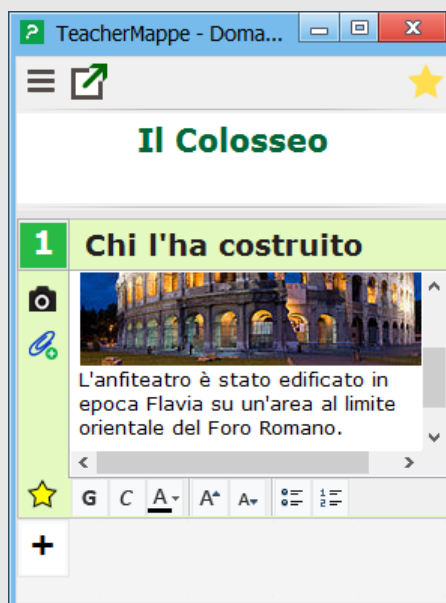 TeacherMappe - Doma...
Il Colosseo
1 Chi l'ha costruito
L'anfiteatro è stato edificato in
epoca Flavia su un'area al limite
orientale del Foro Romano.
G C A A A